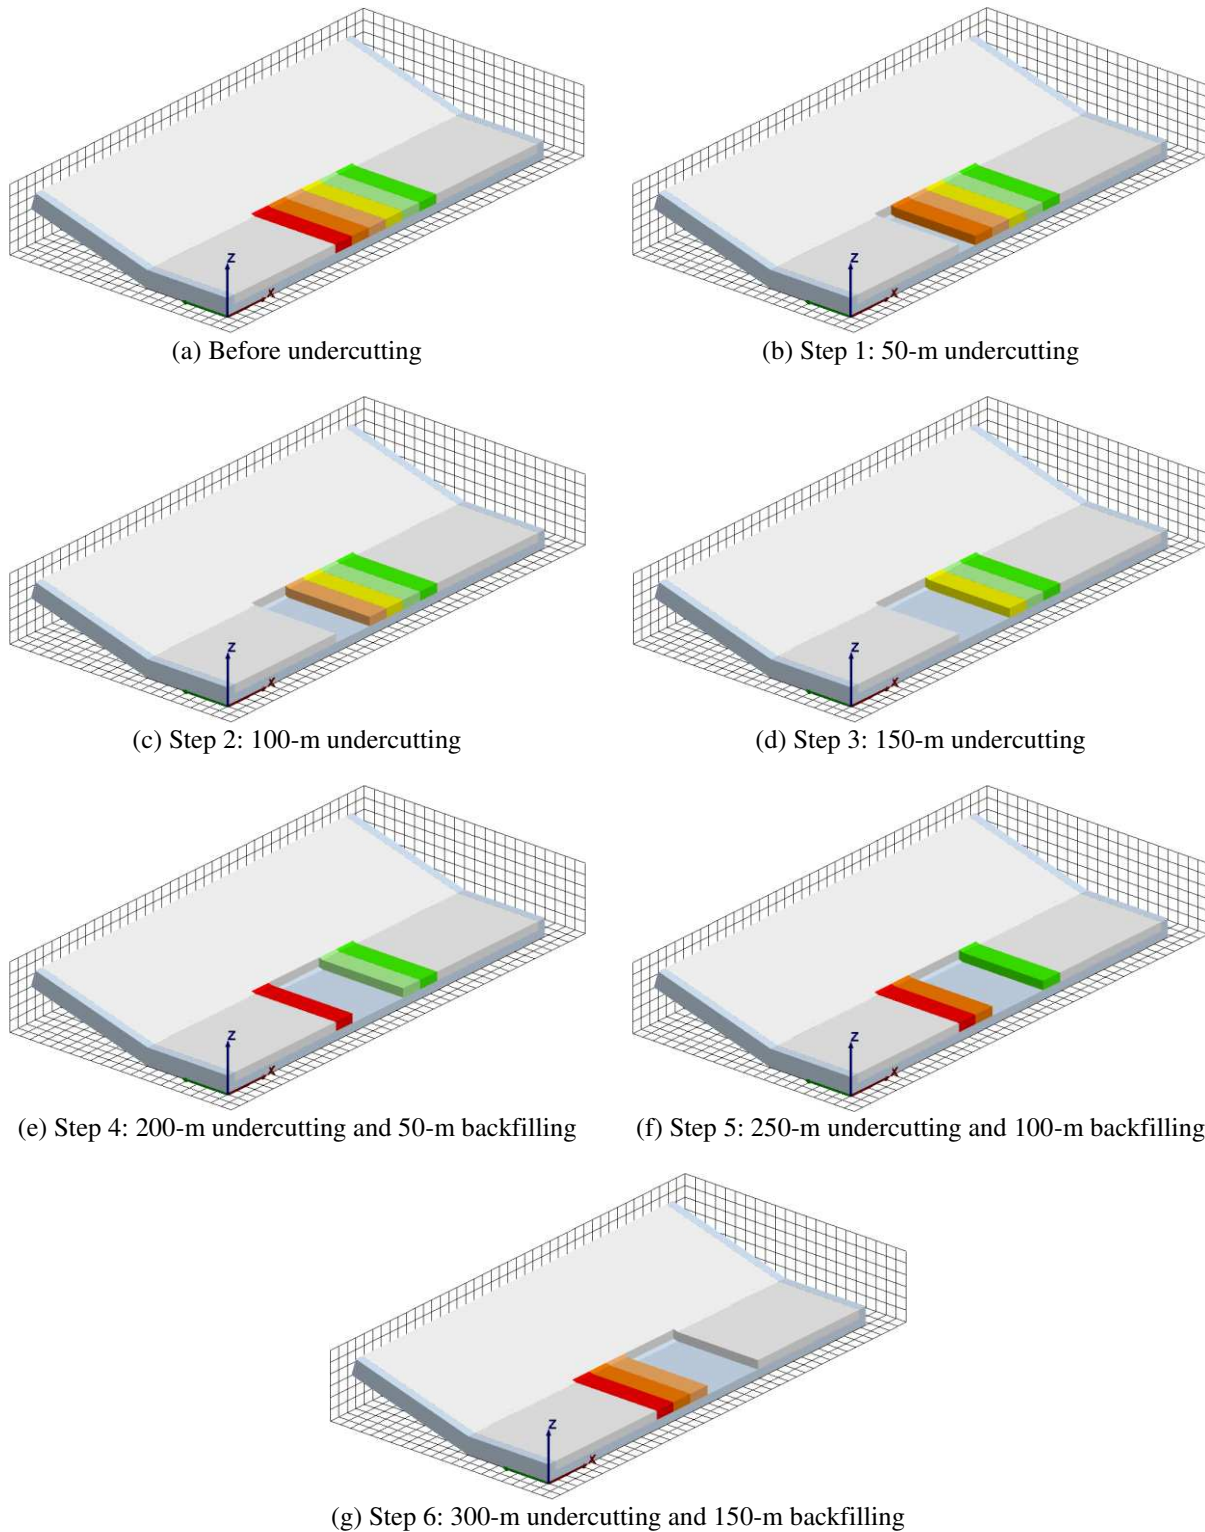 Z
X
(a) Before undercutting
Z
X
(b) Step 1: 50-m undercutting
Z
X
(c) Step 2: 100-m undercutting
Z
X
(d) Step 3: 150-m undercutting
Z
X
(e) Step 4: 200-m undercutting and 50-m backfilling
Z
X
(f) Step 5: 250-m undercutting and 100-m backfilling
Z
X
(g) Step 6: 300-m undercutting and 150-m backfilling